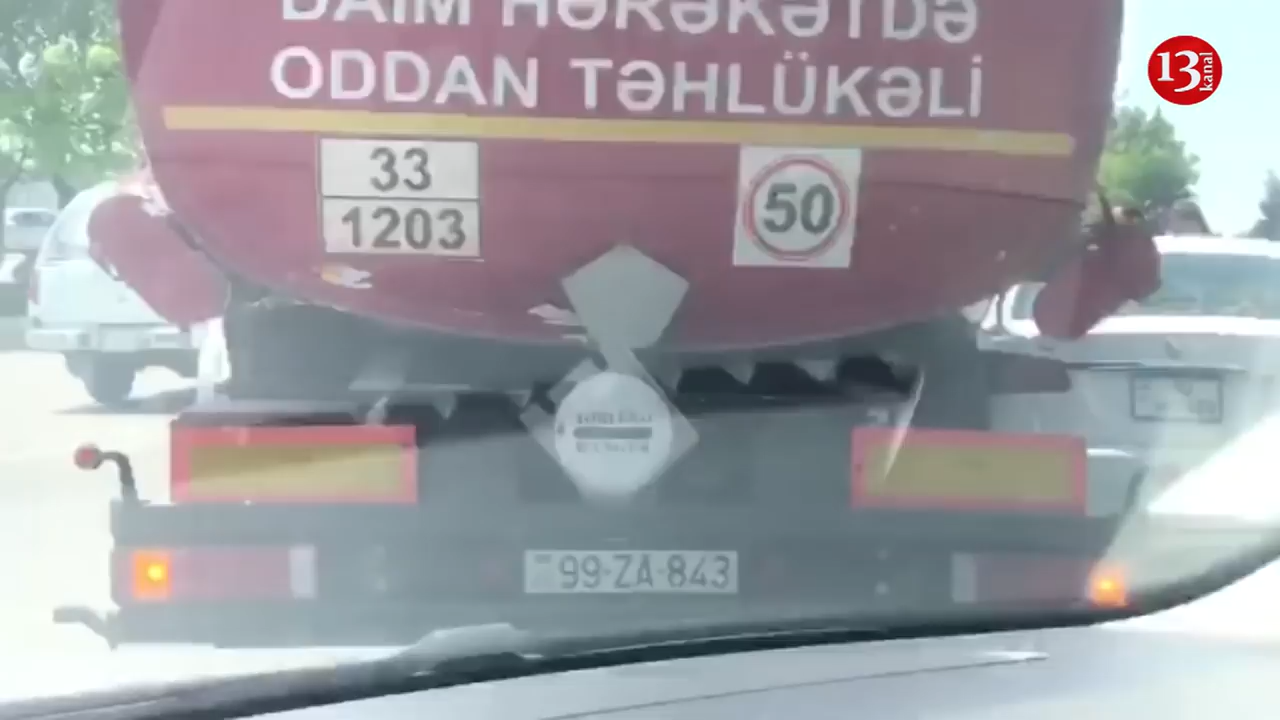 DAİM HƏRƏKƏTDƏ
ODDAN TƏHLÜKƏLİ
33
1203
50
99-ZA-843
13
kanal